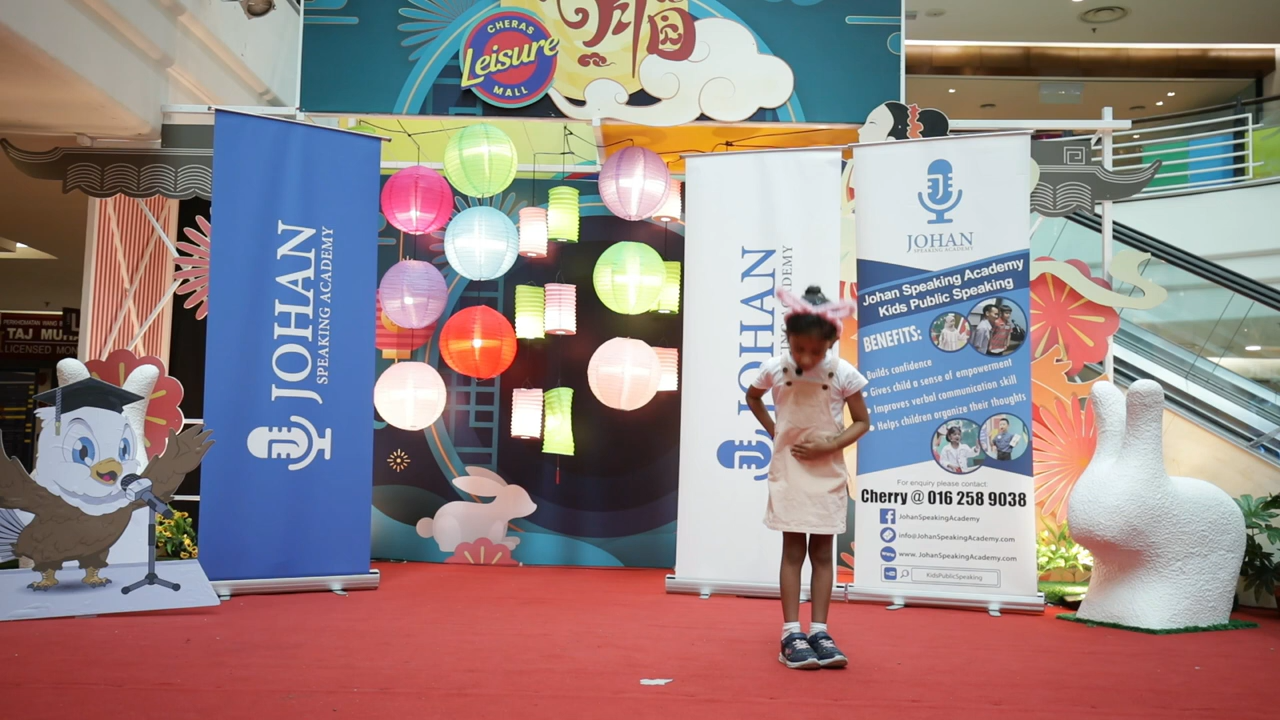 CHERAS
Leisure
MALL
JOHAN
SPEAKING ACADEMY
JOHAN
JOHAN
SPEAKING ACADEMY
Johan Speaking Academy
Kids Public Speaking
BENEFITS:
Builds confidence
• Gives child a sense of empowerment
• Improves verbal communication skill
• Helps children organize their thoughts
For enquiry please contact:
Cherry @ 016 258 9038
JohanSpeakingAcademy
info@JohanSpeakingAcademy.com
www.JohanSpeakingAcademy.com
KidsPublicSpeaking
TAJ
LICENSED